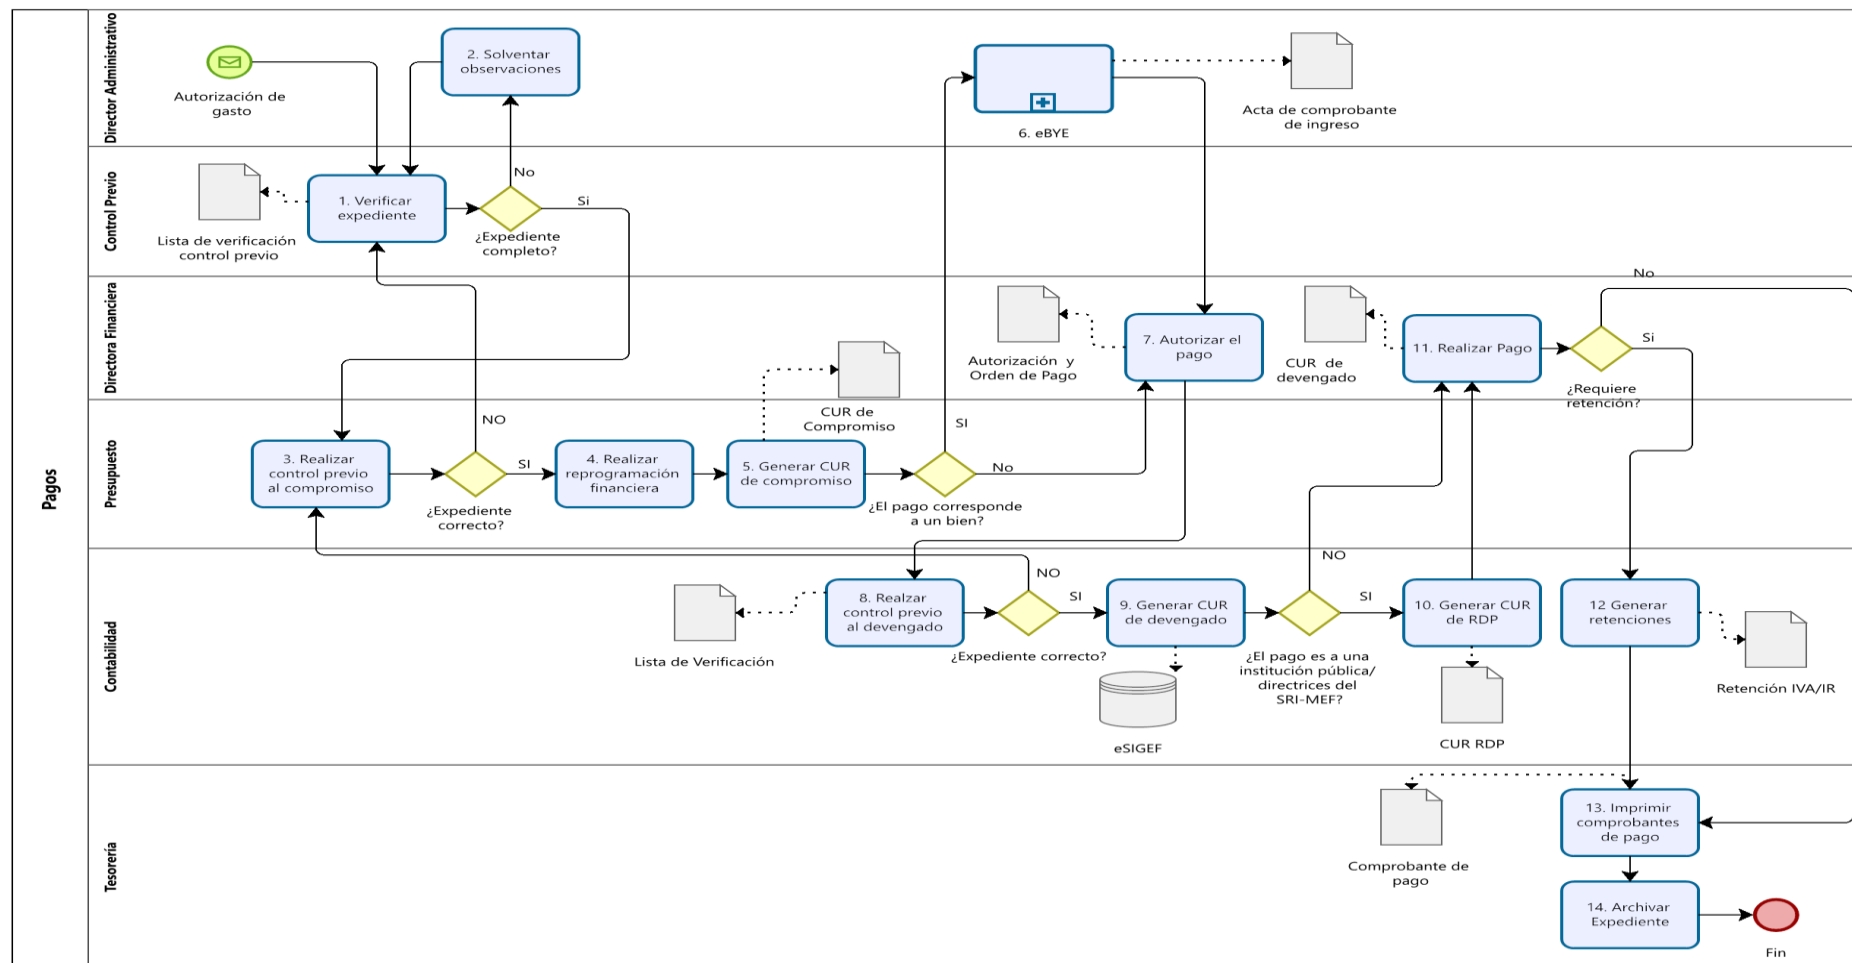 Pagos
Director Administrativo
Autorización de
gasto
2. Solventar
observaciones
No
6. eBYE
Acta de comprobante
de ingreso
Control Previo
Lista de verificación
control previo
1. Verificar
expediente
¿Expediente
completo?
Si
Directora Financiera
CUR de
Compromiso
Autorización y
Orden de Pago
7. Autorizar el
pago
CUR de
devengado
11. Realizar Pago
¿Requiere
retención?
No
Si
Presupuesto
3. Realizar
control previo
al compromiso
NO
¿Expediente
correcto?
SI
4. Realizar
reprogramación
financiera
5. Generar CUR
de compromiso
SI
¿El pago corresponde
a un bien?
No
Contabilidad
Lista de Verificación
8. Realzar
control previo
al devengado
NO
¿Expediente correcto?
SI
9. Generar CUR
de devengado
eSIGEF
NO
¿El pago es a una
institución pública/
directrices del
SRI-MEF?
SI
10. Generar CUR
de RDP
CUR RDP
12 Generar
retenciones
Retención IVA/IR
Tesorería
Comprobante de
pago
13. Imprimir
comprobantes
de pago
14. Archivar
Expediente
Fin